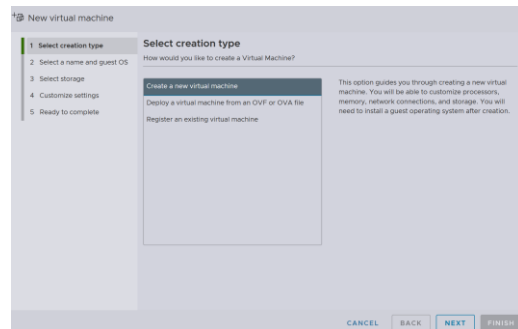 New virtual machine
1 Select creation type
2 Select a name and guest OS
3 Select storage
4 Customize settings
5 Ready to complete
Select creation type
How would you like to create a Virtual Machine?
Create a new virtual machine
Deploy a virtual machine from an OVF or OVA file
Register an existing virtual machine
This option guides you through creating a new virtual
machine. You will be able to customize processors,
memory, network connections, and storage. You will
need to install a guest operating system after creation.
CANCEL BACK NEXT FINISH